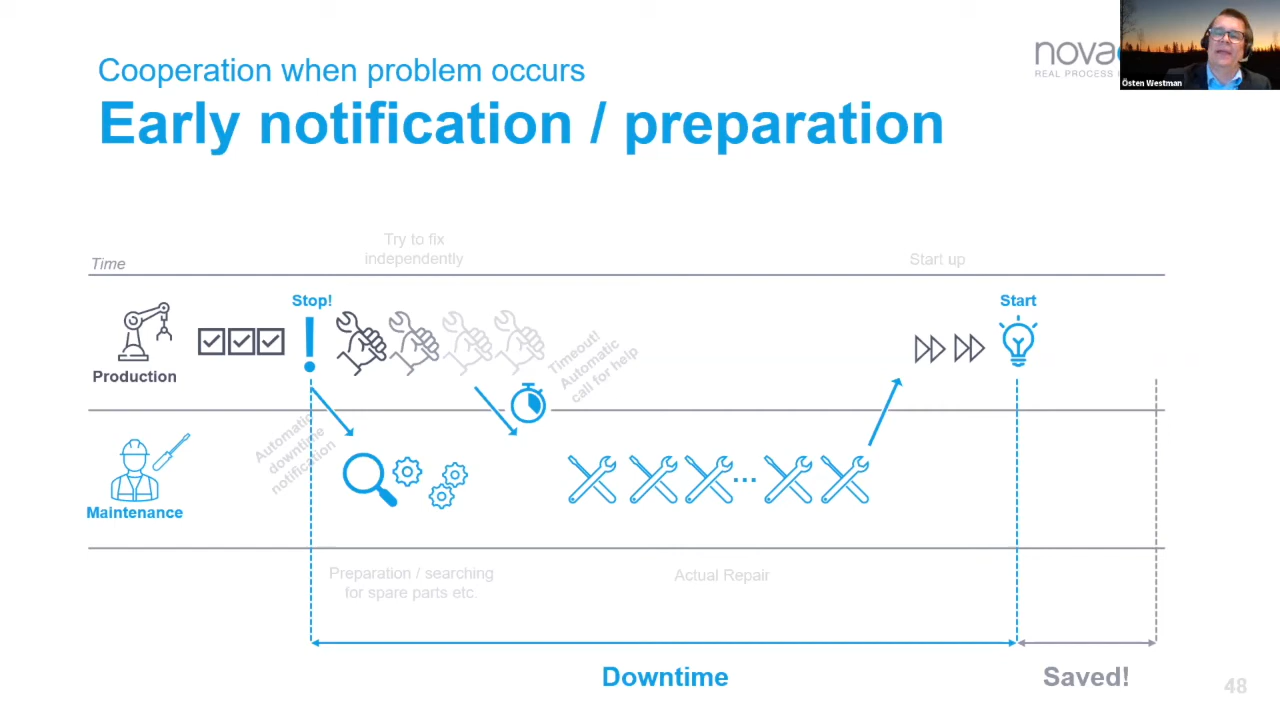 Cooperation when problem occurs
Early notification / preparation
REAL PROCESS
Östen Westman
Try to fix
independently
Time
Start up
Stop!
Start
Timeout!
Automatic
call for help
Production
Automatic
downtime
notification
...
Maintenance
Preparation / searching
for spare parts etc.
Actual Repair
Downtime
Saved!
48